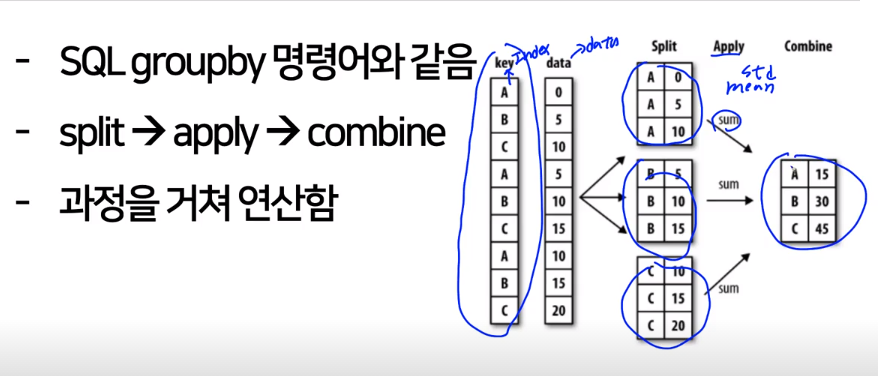 - SQL groupby 명령어와 같음
- split → apply → combine
- 과정을 거쳐 연산함
key Index data → data
A 0
B 5
C 10
A 5
B 10
C 15
A 10
B 15
C 20
Split Apply Combine
std
mean
A 0
A 5
A 10
sum
B 5
B 10
B 15
sum
C 10
C 15
C 20
sum
A 15
B 30
C 45